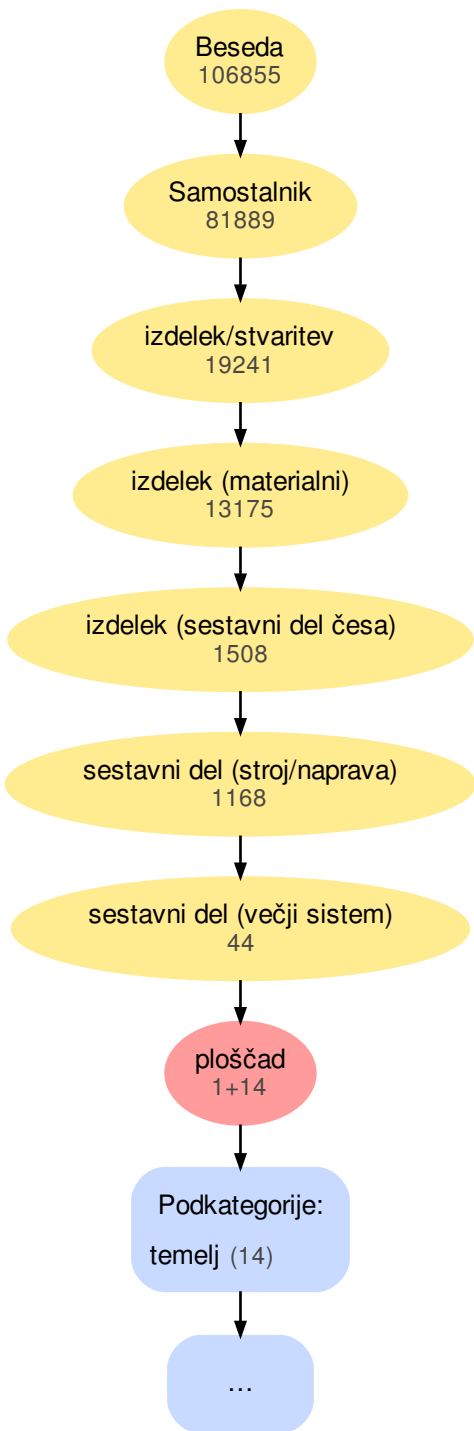 Beseda
106855
Samostalnik
81889
izdelek/stvaritev
19241
izdelek (materialni)
13175
izdelek (sestavni del česa)
1508
sestavni del (stroj/naprava)
1168
sestavni del (večji sistem)
44
ploščad
1+14
Podkategorije:
temelj (14)
...